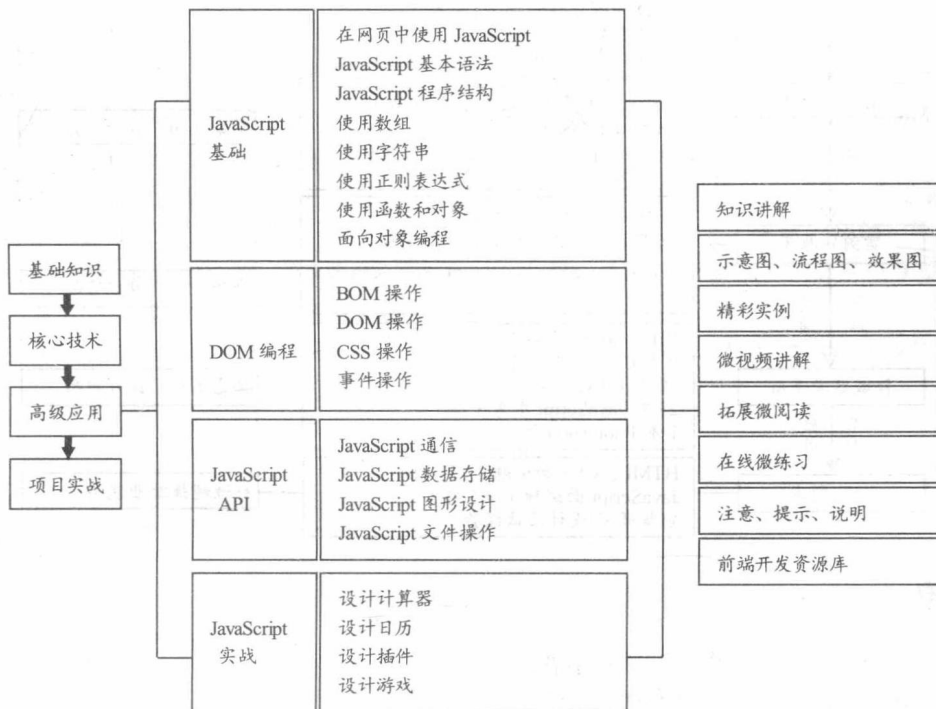 基础知识
核心技术
高级应用
项目实战
JavaScript
基础
在网页中使用 JavaScript
JavaScript 基本语法
JavaScript 程序结构
使用数组
使用字符串
使用正则表达式
使用函数和对象
面向对象编程
DOM 编程
BOM 操作
DOM 操作
CSS 操作
事件操作
JavaScript
API
JavaScript 通信
JavaScript 数据存储
JavaScript 图形设计
JavaScript 文件操作
JavaScript
实战
设计计算器
设计日历
设计插件
设计游戏
知识讲解
示意图、流程图、效果图
精彩实例
微视频讲解
拓展微阅读
在线微练习
注意、提示、说明
前端开发资源库